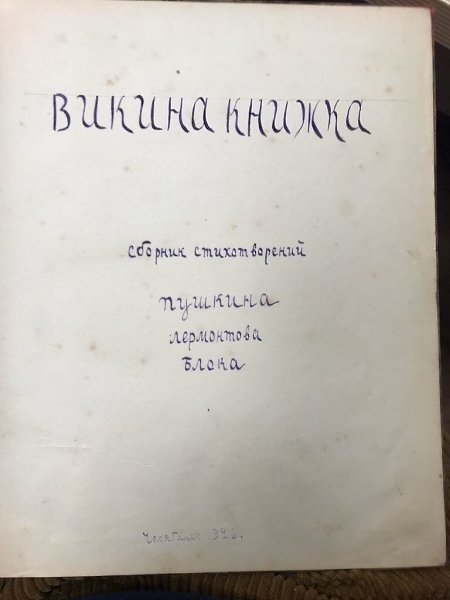 ВИКИНА КНИЖКА
сборник стихотворений
пушкина
лермонтова
блока